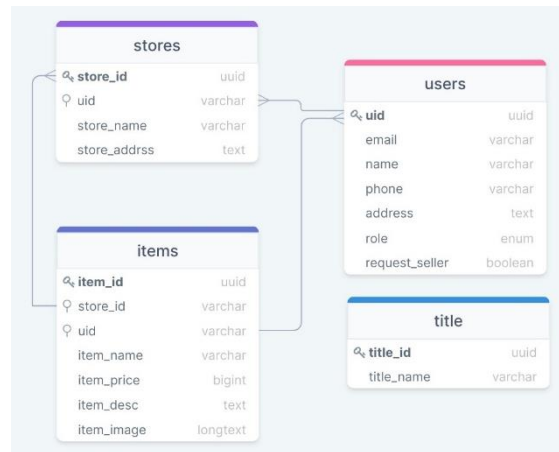 stores
store_id uuid
uid varchar
store_name varchar
store_addrss text
users
uid uuid
email varchar
name varchar
phone varchar
address text
role enum
request_seller boolean
items
item_id uuid
store_id varchar
uid varchar
item_name varchar
item_price bigint
item_desc text
item_image longtext
title
title_id uuid
title_name varchar